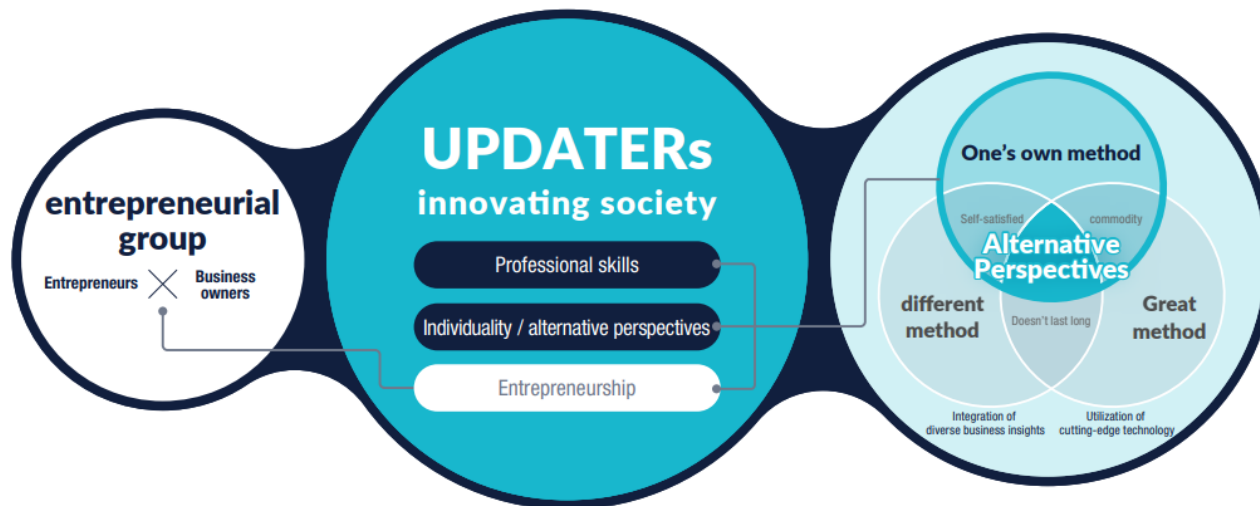 entrepreneurial
group
Entrepreneurs
Business
owners
UPDATERs
innovating society
Professional skills
Individuality / alternative perspectives
Entrepreneurship
One's own method
Self-satisfied
commodity
Alternative
Perspectives
different
method
Doesn't last long
Great
method
Integration of
diverse business insights
Utilization of
cutting-edge technology